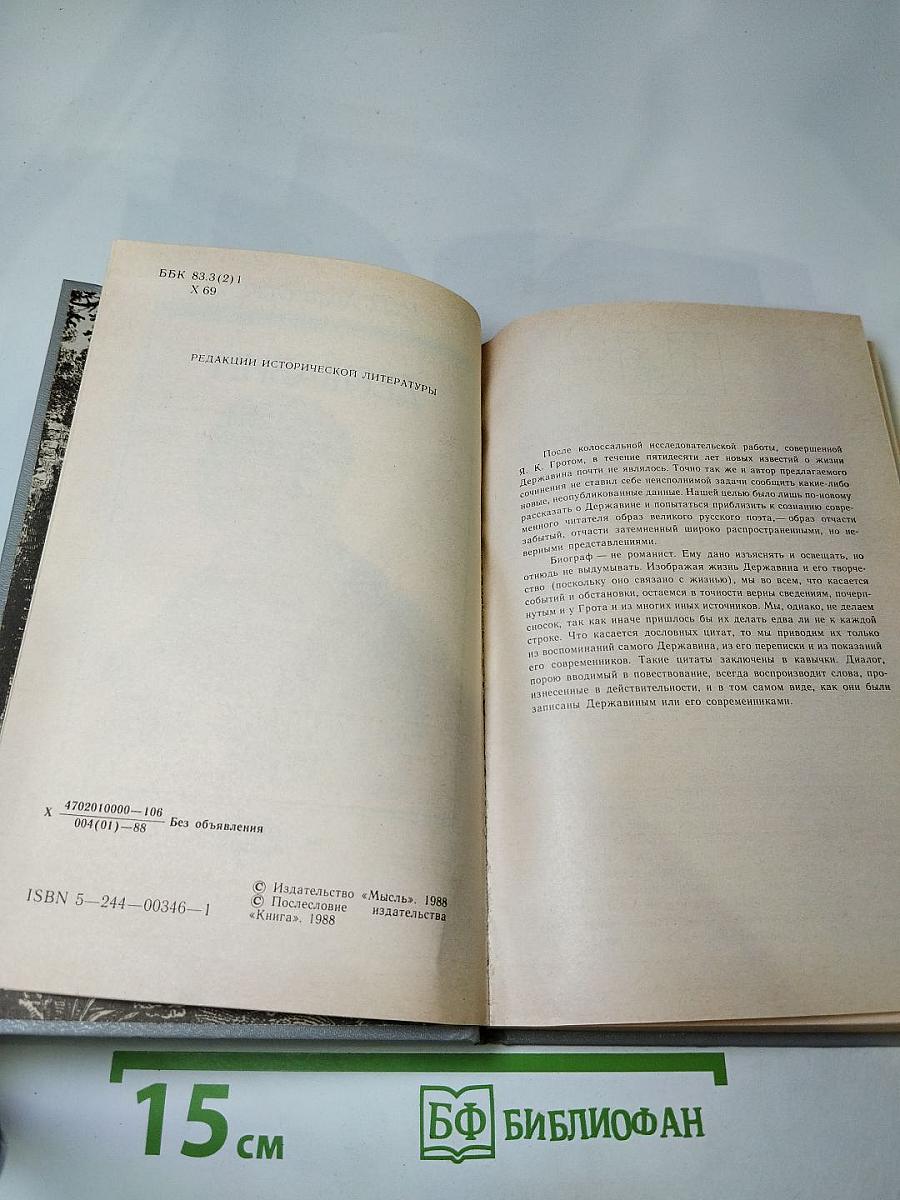 ББК 83.3(2)1
Х 69
РЕДАКЦИИ ИСТОРИЧЕСКОЙ ЛИТЕРАТУРЫ
Х 4702010000—106
004(01)—88 Без объявления
ISBN 5—244—00346—1
© Издательство «Мысль». 1988
© Послесловие издательства
«Книга». 1988
После колоссальной исследовательской работы, совершенной
Я. К. Гротом, в течение пятидесяти лет новых известий о жизни
Державина почти не являлось. Точно так же и автор предлагаемого
сочинения не ставил себе неисполнимой задачи сообщить какие-либо
новые, неопубликованные данные. Нашей целью было лишь по-новому
рассказать о Державине и попытаться приблизить к сознанию совре-
менного читателя образ великого русского поэта,— образ отчасти
забытый, отчасти затемненный широко распространенными, но не-
верными представлениями.
Биограф — не романист. Ему дано изъяснять и освещать, но
отнюдь не выдумывать. Изображая жизнь Державина и его творче-
ство (поскольку оно связано с жизнью), мы во всем, что касается
событий и обстановки, остаемся в точности верны сведениям, почерп-
нутым и у Грота и из многих иных источников. Мы, однако, не делаем
сносок, так как иначе пришлось бы их делать едва ли не к каждой
строке. Что касается дословных цитат, то мы приводим их только
из воспоминаний самого Державина, из его переписки и из показаний
его современников. Такие цитаты заключены в кавычки. Диалог,
порою вводимый в повествование, всегда воспроизводит слова, про-
изнесенные в действительности, и в том самом виде, как они были
записаны Державиным или его современниками.
15 см
БФ БИБЛИОФАН